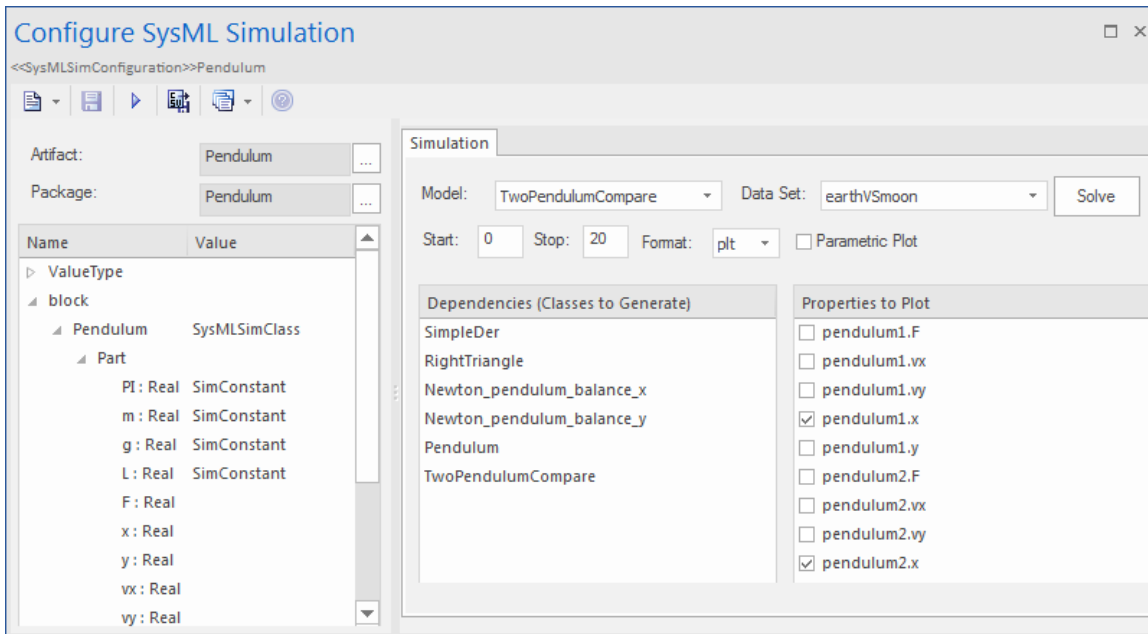 Configure SysML Simulation
<<SysMLSimConfiguration>>Pendulum
Artifact: Pendulum ...
Package: Pendulum ...
Name Value
ValueType
block
Pendulum SysMLSimClass
Part
PI : Real SimConstant
m : Real SimConstant
g : Real SimConstant
L : Real SimConstant
F : Real
x : Real
y : Real
vx : Real
vy : Real
Simulation
Model: TwoPendulumCompare Data Set: earthVSmoon Solve
Start: 0 Stop: 20 Format: plt Parametric Plot
Dependencies (Classes to Generate)
SimpleDer
RightTriangle
Newton_pendulum_balance_x
Newton_pendulum_balance_y
Pendulum
TwoPendulumCompare
Properties to Plot
pendulum1.F
pendulum1.vx
pendulum1.vy
pendulum1.x
pendulum1.y
pendulum2.F
pendulum2.vx
pendulum2.vy
pendulum2.x